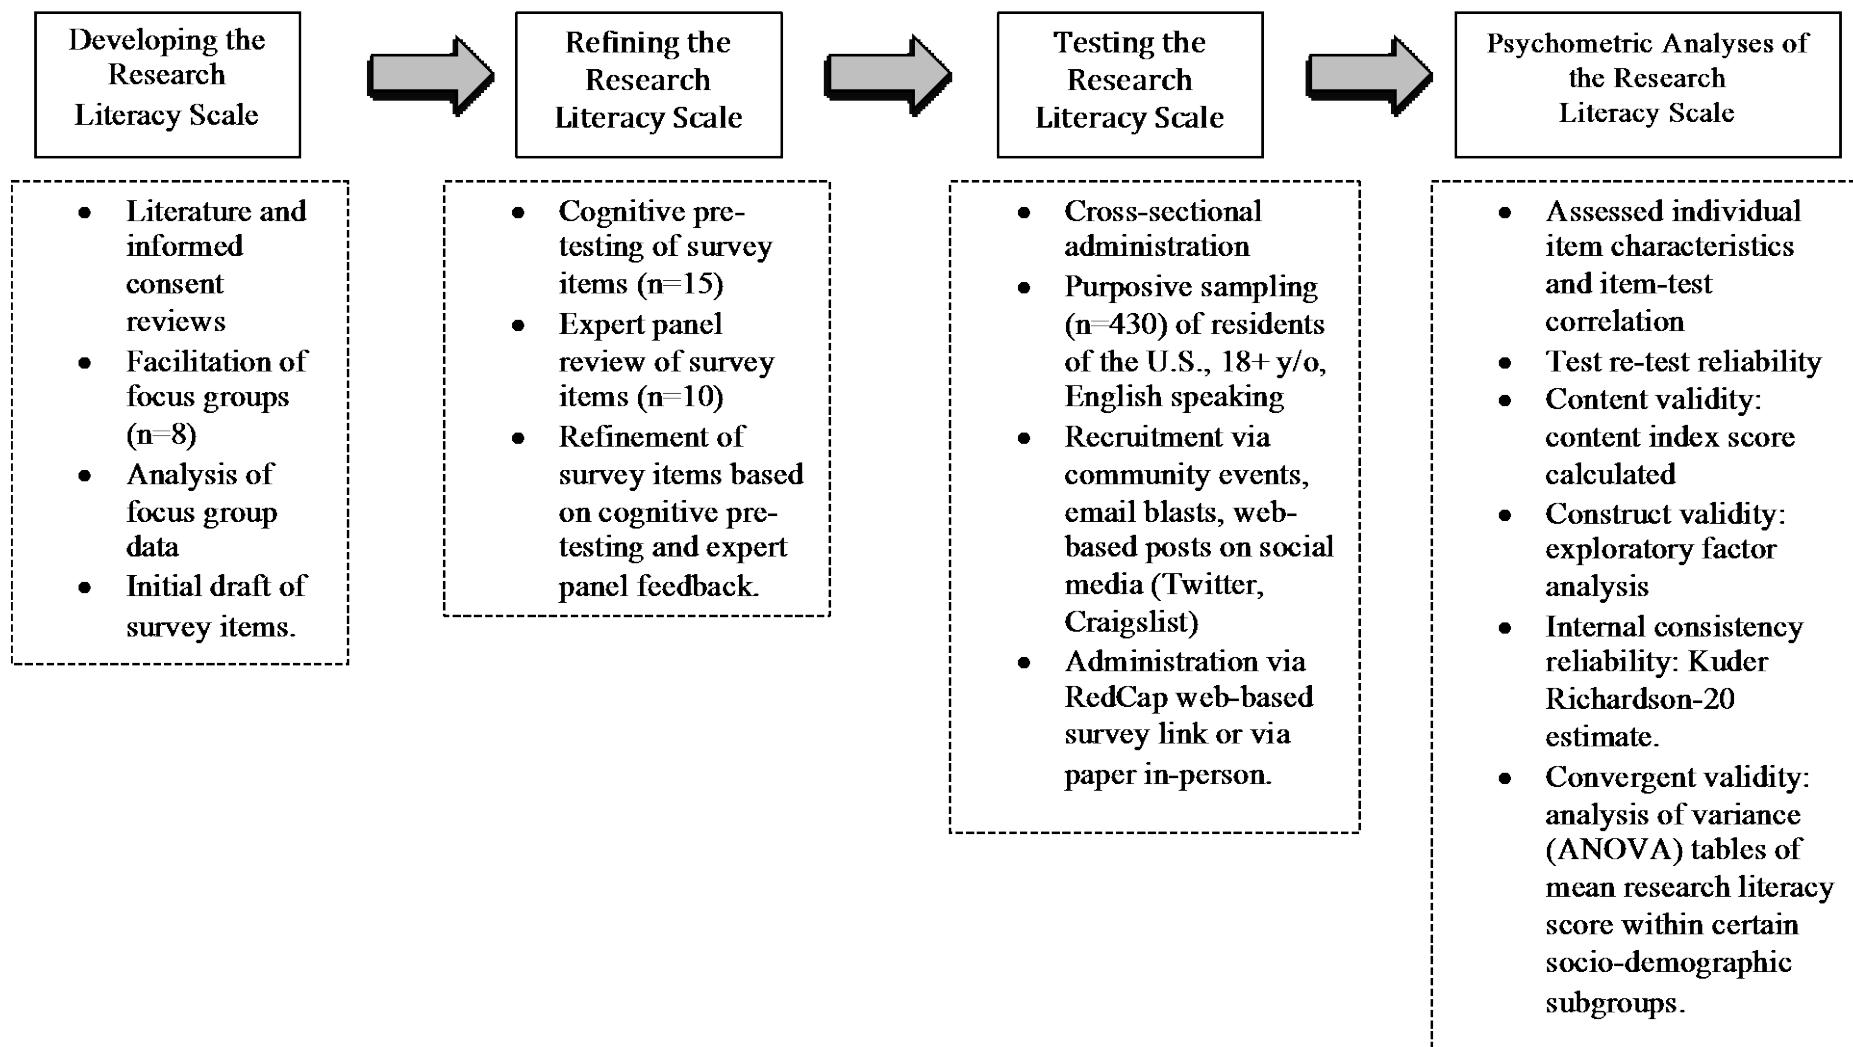 Developing the
Research
Literacy Scale
Refining the
Research
Literacy Scale
Testing the
Research
Literacy Scale
Psychometric Analyses of
the Research
Literacy Scale
• Literature and
informed
consent
reviews
• Facilitation of
focus groups
(n=8)
• Analysis of
focus group
data
• Initial draft of
survey items.
• Cognitive pre-
testing of survey
items (n=15)
• Expert panel
review of survey
items (n=10)
• Refinement of
survey items based
on cognitive pre-
testing and expert
panel feedback.
• Cross-sectional
administration
• Purposive sampling
(n=430) of residents
of the U.S., 18+ y/o,
English speaking
• Recruitment via
community events,
email blasts, web-
based posts on social
media (Twitter,
Craigslist)
• Administration via
RedCap web-based
survey link or via
paper in-person.
• Assessed individual
item characteristics
and item-test
correlation
• Test re-test reliability
• Content validity:
content index score
calculated
• Construct validity:
exploratory factor
analysis
• Internal consistency
reliability: Kuder
Richardson-20
estimate.
• Convergent validity:
analysis of variance
(ANOVA) tables of
mean research literacy
score within certain
socio-demographic
subgroups.